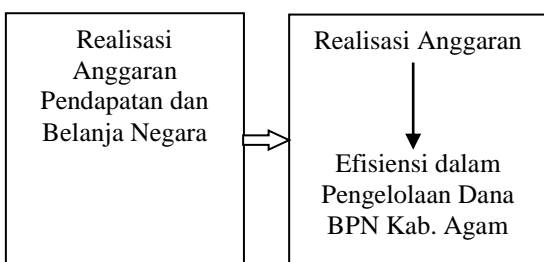 Realisasi
Anggaran
Pendapatan dan
Belanja Negara
Realisasi Anggaran
Efisiensi dalam
Pengelolaan Dana
BPN Kab. Agam